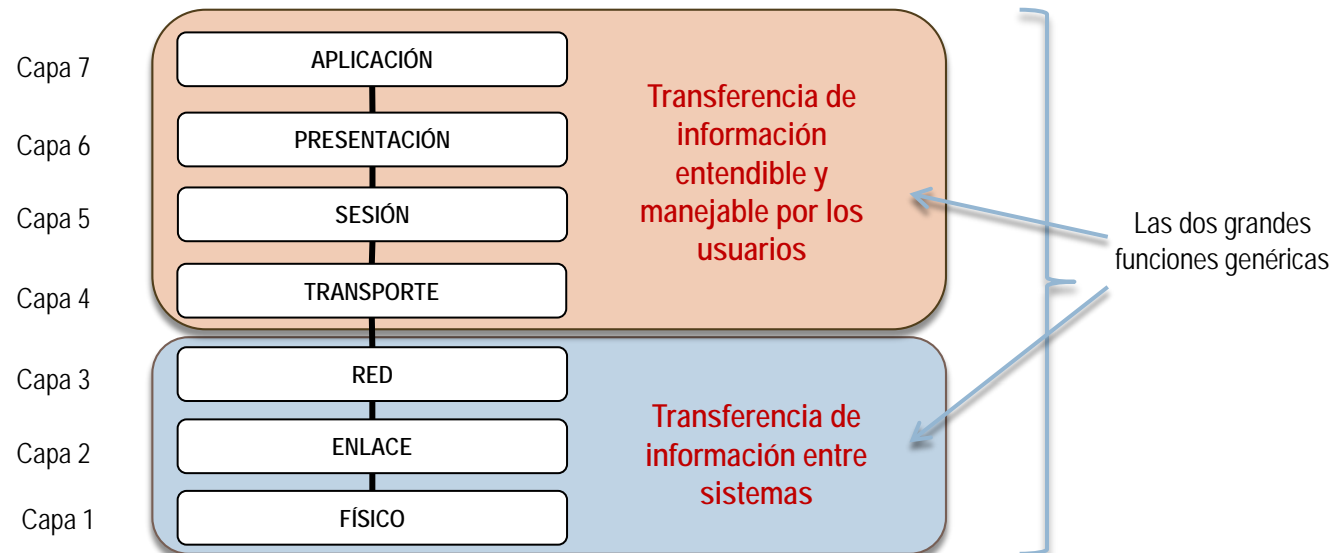 Capa 7
APLICACIÓN
Capa 6
PRESENTACIÓN
Capa 5
SESIÓN
Capa 4
TRANSPORTE
Transferencia de
información
entendible y
manejable por los
usuarios
Capa 3
RED
Capa 2
ENLACE
Capa 1
FÍSICO
Transferencia de
información entre
sistemas
Las dos grandes
funciones genéricas